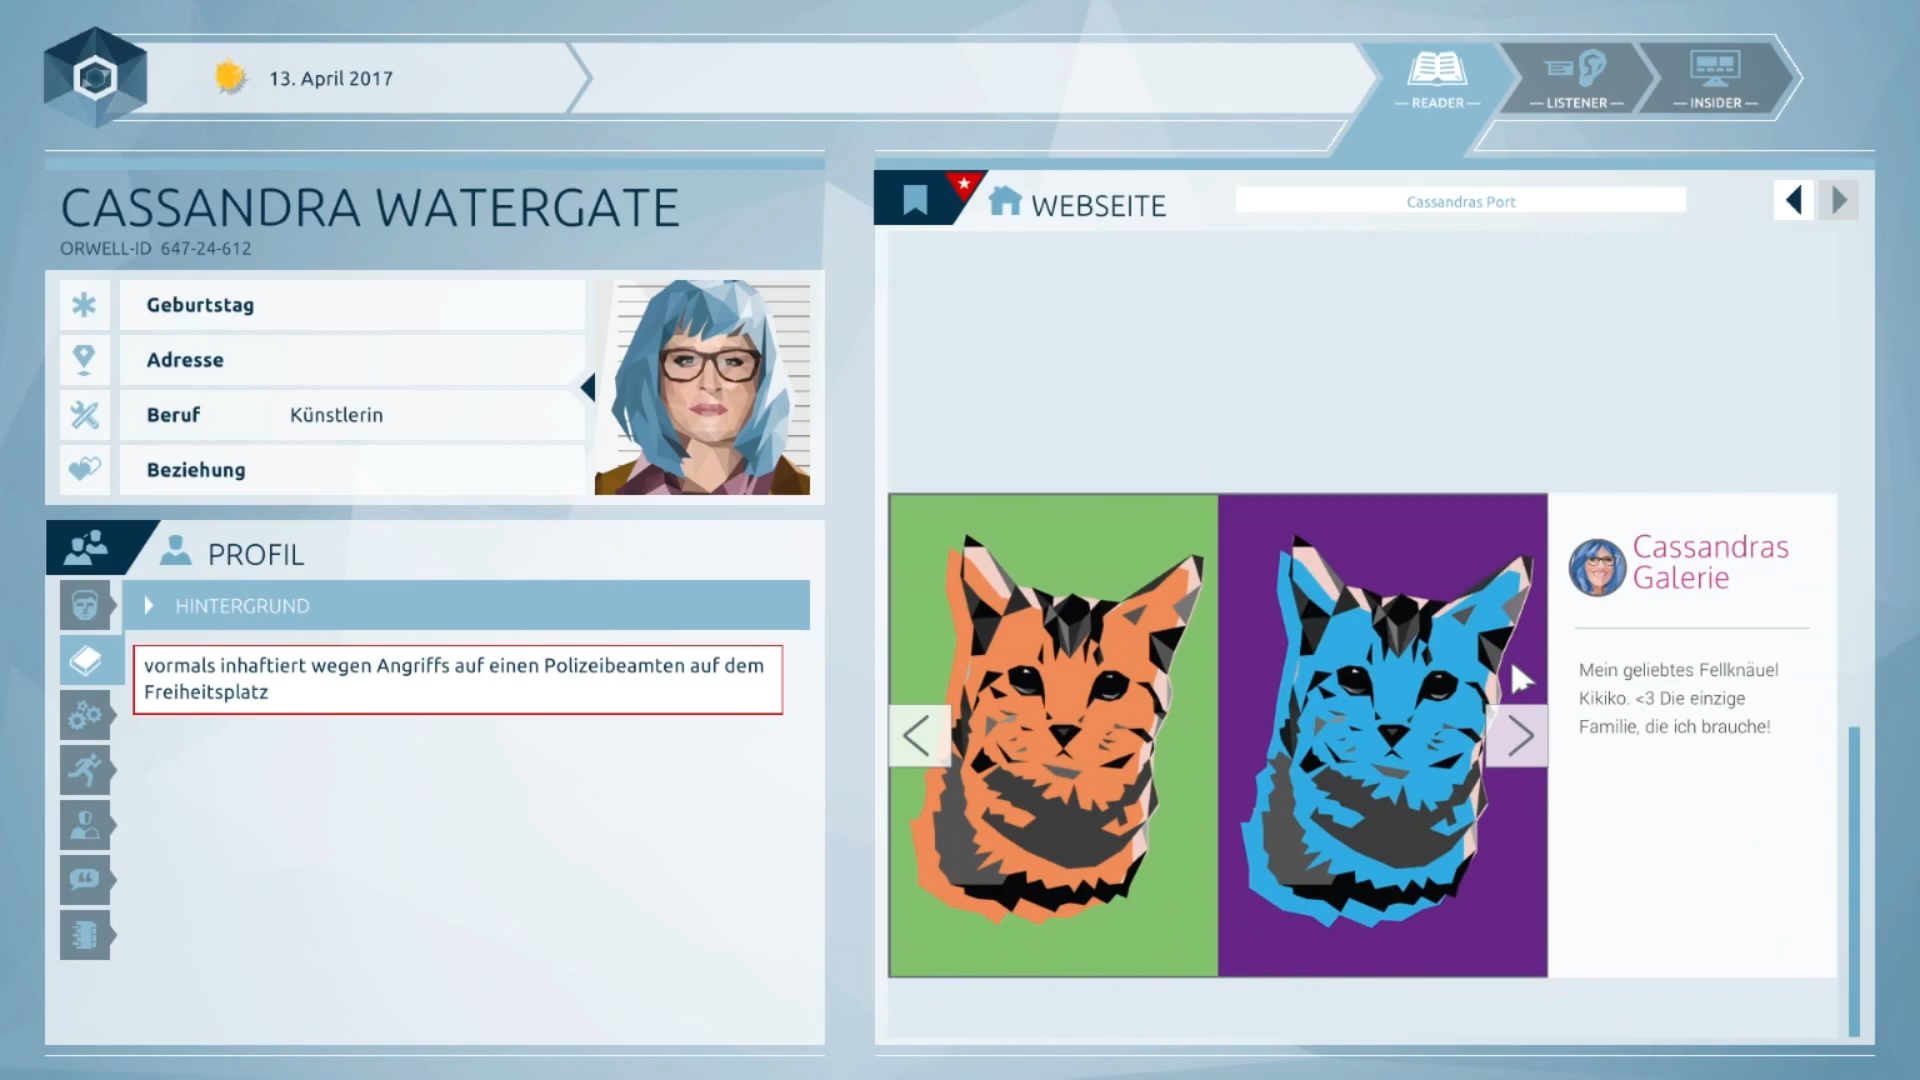 13. April 2017
— READER —
— LISTENER —
— INSIDER —
CASSANDRA WATERGATE
ORWELL-ID 647-24-612
Geburtstag
Adresse
Beruf Künstlerin
Beziehung
PROFIL
HINTERGRUND
vormals inhaftiert wegen Angriffs auf einen Polizeibeamten auf dem
Freiheitsplatz
WEBSEITE
Cassandras Port
Cassandras
Galerie
Mein geliebtes Fellknäuel
Kikiko. <3 Die einzige
Familie, die ich brauche!